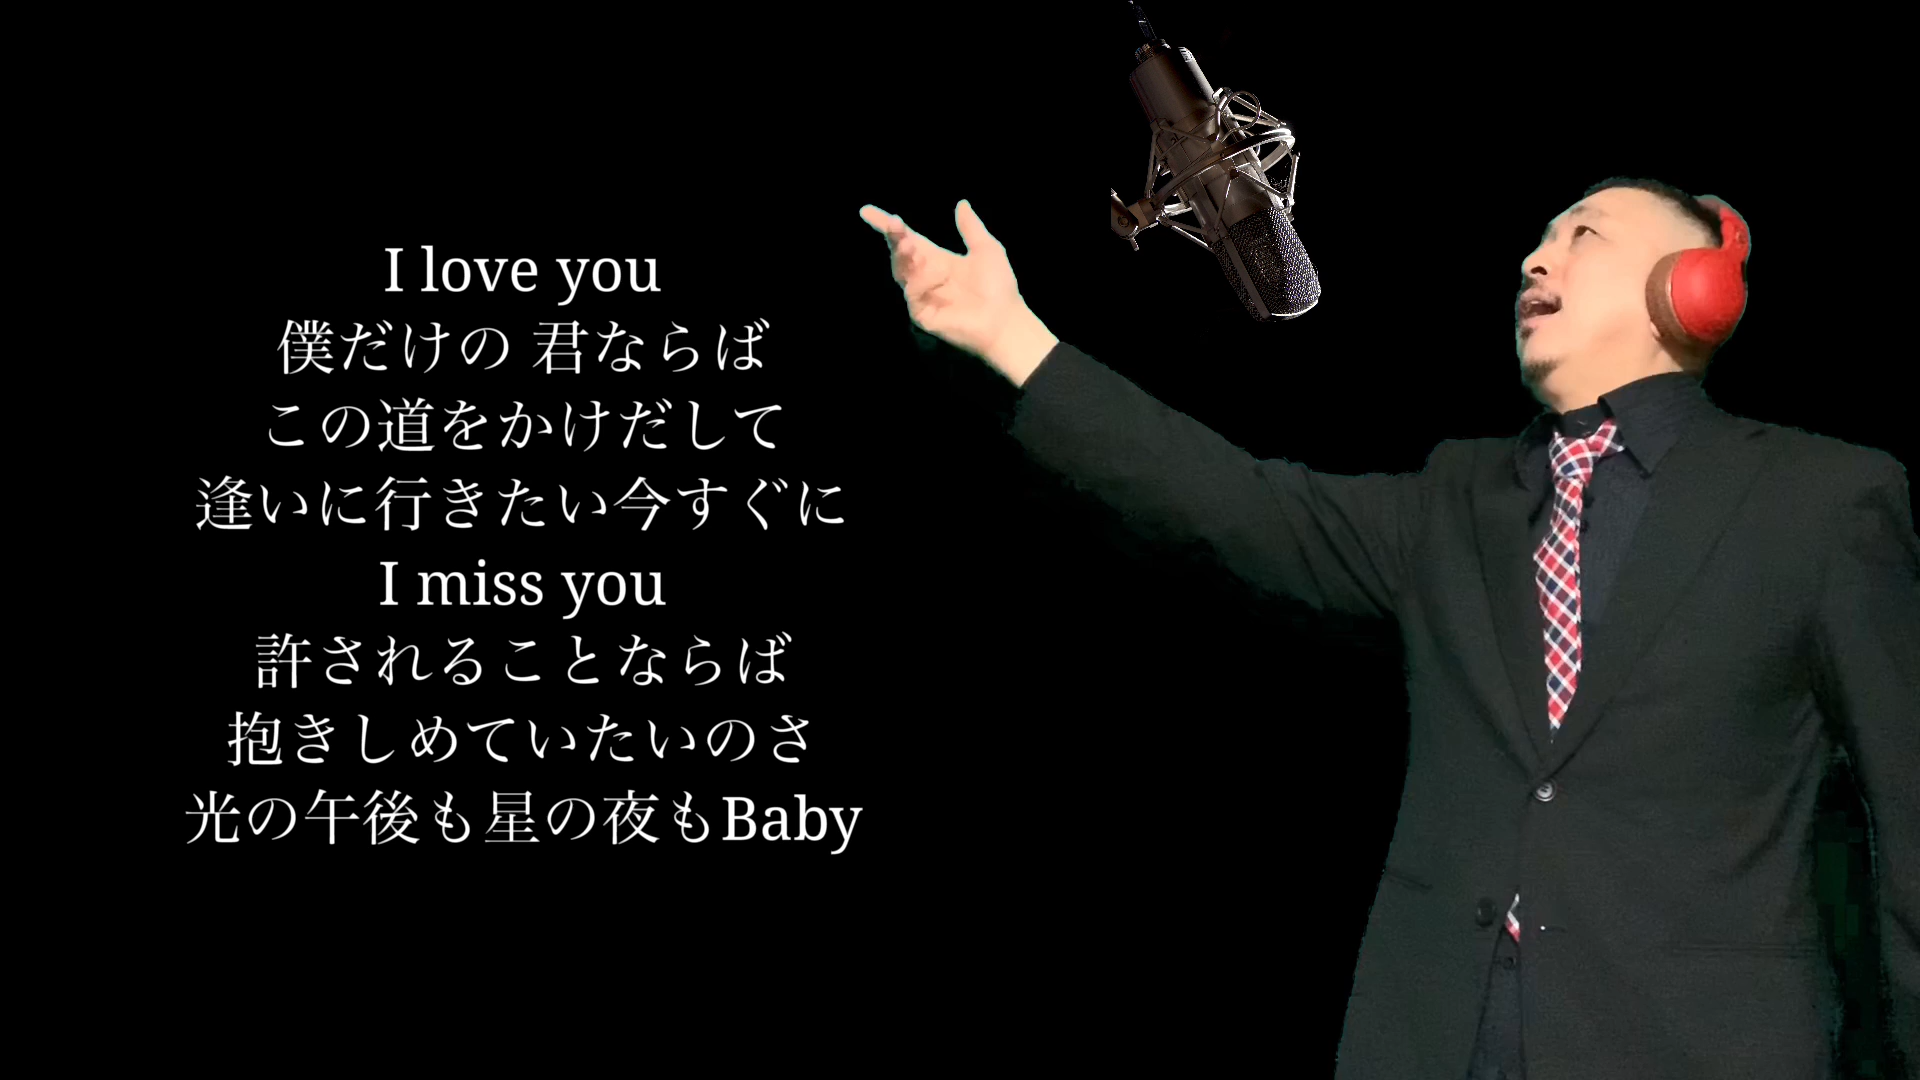 I love you
僕だけの 君ならば
この道をかけだして
逢いに行きたい今すぐに
I miss you
許されることならば
抱きしめていたいのさ
光の午後も星の夜もBaby